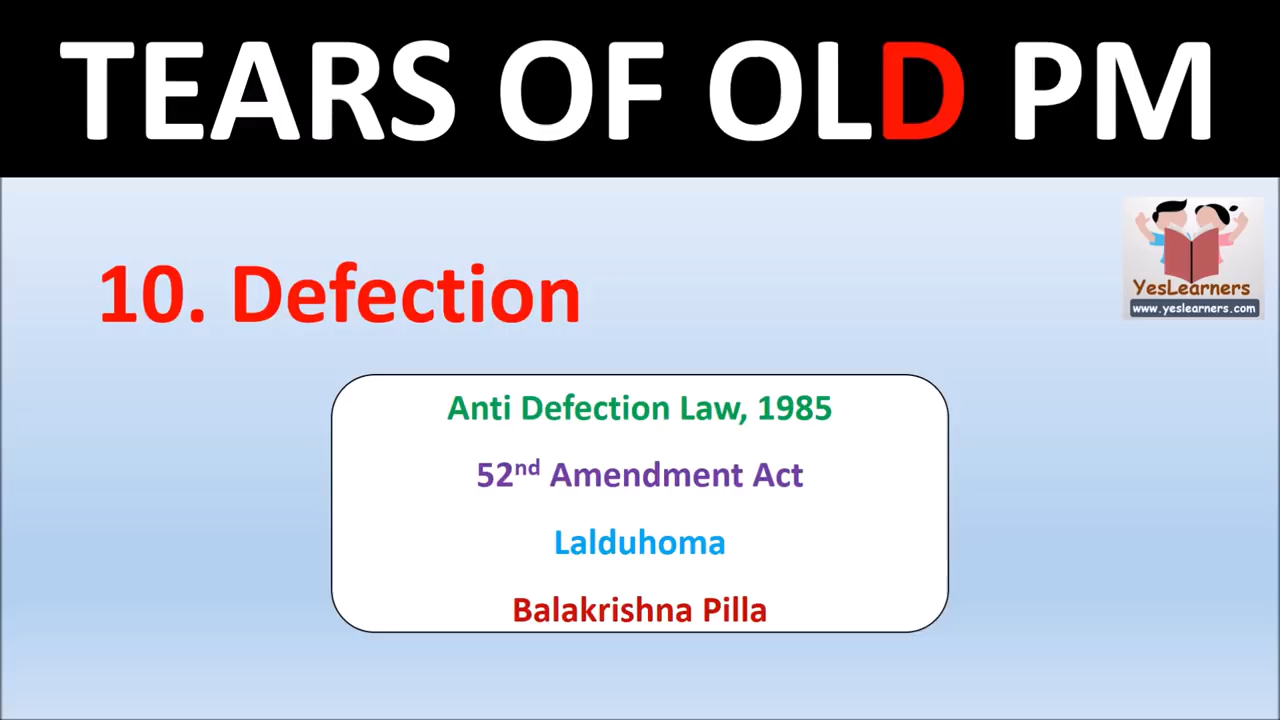 TEARS OF OLD PM
YesLearners
www.yeslearners.com
10. Defection
Anti Defection Law, 1985
52nd Amendment Act
Lalduhoma
Balakrishna Pilla